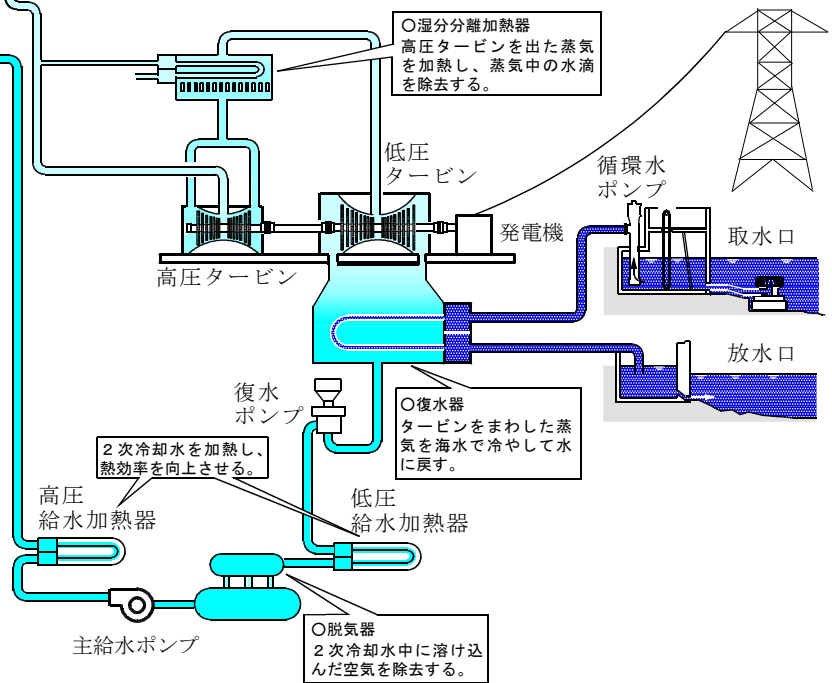 ○湿分分離加熱器
高圧タービンを出た蒸気
を加熱し、蒸気中の水滴
を除去する。
低圧
タービン
循環水
ポンプ
取水口
発電機
高圧タービン
放水口
復水
ポンプ
○復水器
タービンをまわした蒸
気を海水で冷やして水
に戻す。
２次冷却水を加熱し、
熱効率を向上させる。
高圧
給水加熱器
低圧
給水加熱器
主給水ポンプ
○脱気器
２次冷却水中に溶け込
んだ空気を除去する。